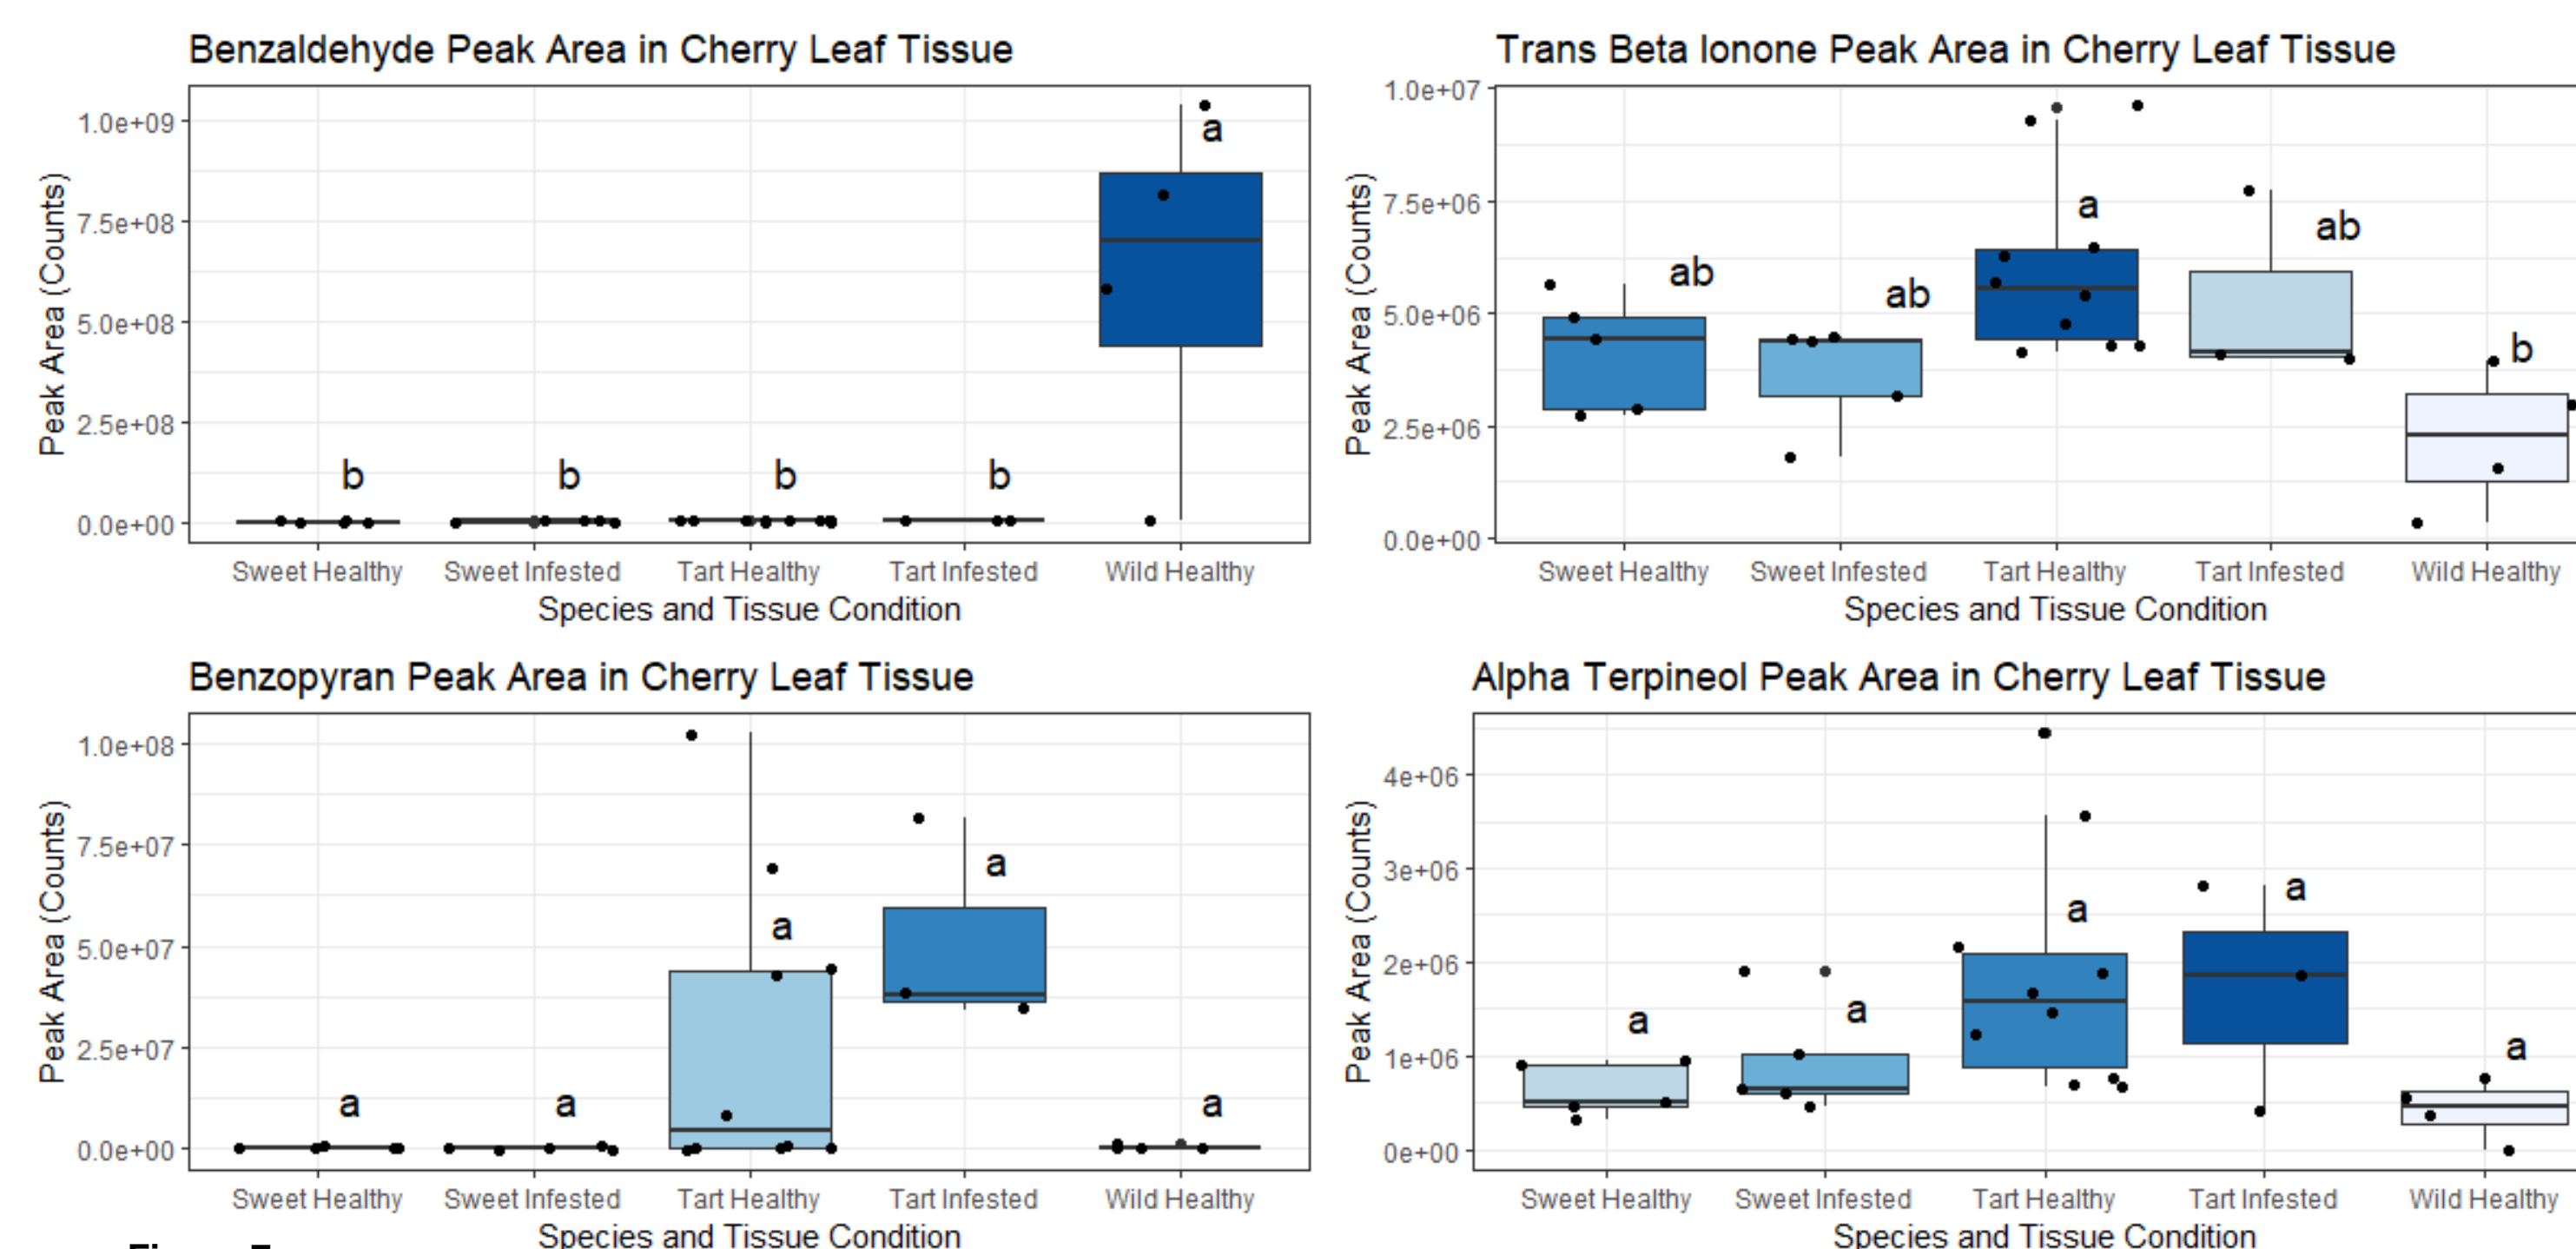 Benzaldehyde Peak Area in Cherry Leaf Tissue
Peak Area (Counts)
1.0e+09
7.5e+08
5.0e+08
2.5e+08
0.0e+00
b
b
b
b
a
Sweet Healthy
Sweet Infested
Tart Healthy
Tart Infested
Wild Healthy
Species and Tissue Condition
Trans Beta Ionone Peak Area in Cherry Leaf Tissue
Peak Area (Counts)
1.0e+07
7.5e+06
5.0e+06
2.5e+06
0.0e+00
ab
ab
a
ab
b
Sweet Healthy
Sweet Infested
Tart Healthy
Tart Infested
Wild Healthy
Species and Tissue Condition
Benzopyran Peak Area in Cherry Leaf Tissue
Peak Area (Counts)
1.0e+08
7.5e+07
5.0e+07
2.5e+07
0.0e+00
a
a
a
a
a
Sweet Healthy
Sweet Infested
Tart Healthy
Tart Infested
Wild Healthy
Species and Tissue Condition
Alpha Terpineol Peak Area in Cherry Leaf Tissue
Peak Area (Counts)
4e+06
3e+06
2e+06
1e+06
0e+00
a
a
a
a
a
Sweet Healthy
Sweet Infested
Tart Healthy
Tart Infested
Wild Healthy
Species and Tissue Condition